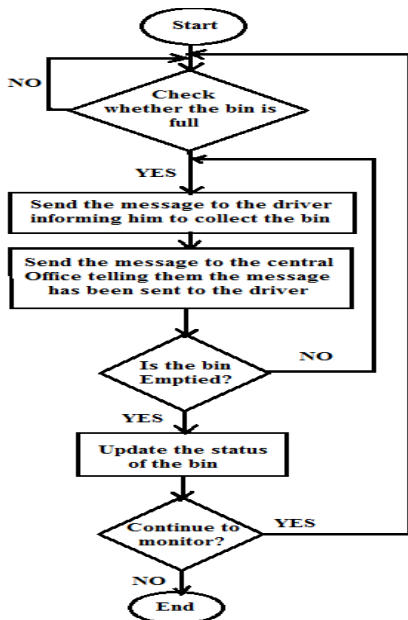 Start
NO
Check
whether the bin is
full
YES
Send the message to the driver
informing him to collect the bin
Send the message to the central
Office telling them the message
has been sent to the driver
Is the bin
Emptied?
NO
YES
Update the status
of the bin
Continue to
monitor?
YES
NO
End